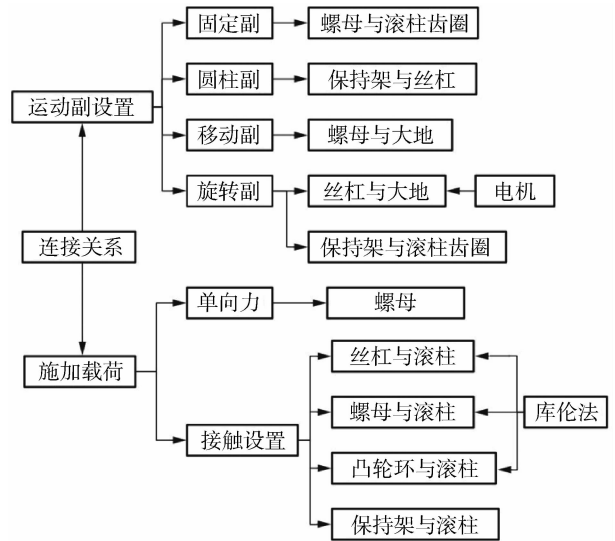 固定副
螺母与滚柱齿圈
圆柱副
保持架与丝杠
运动副设置
移动副
螺母与大地
旋转副
丝杠与大地
电机
连接关系
保持架与滚柱齿圈
单向力
螺母
施加载荷
丝杠与滚柱
螺母与滚柱
库伦法
接触设置
凸轮环与滚柱
保持架与滚柱